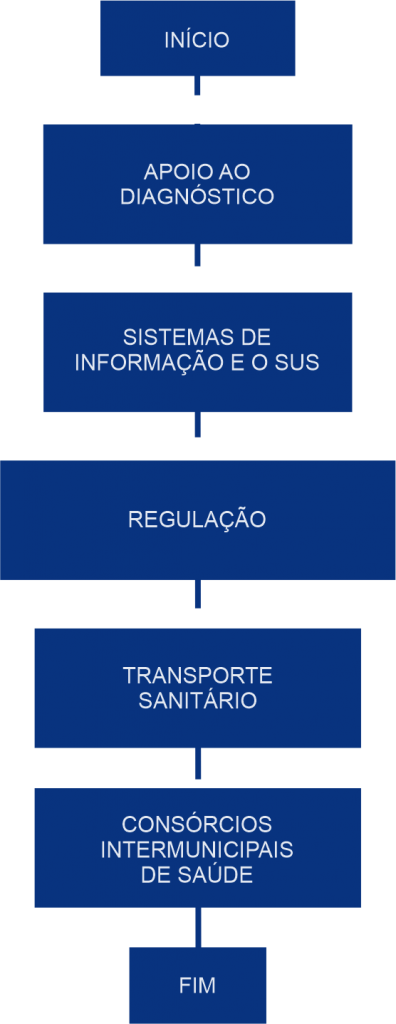 INÍCIO
APOIO AO
DIAGNÓSTICO
SISTEMAS DE
INFORMAÇÃO E O SUS
REGULAÇÃO
TRANSPORTE
SANITÁRIO
CONSÓRCIOS
INTERMUNICIPAIS
DE SAÚDE
FIM